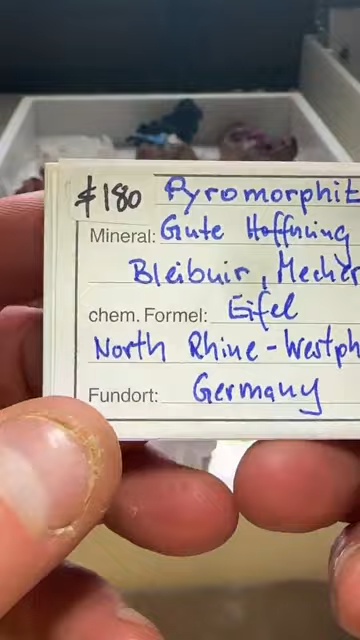 #180 Pyromorphit
Mineral: Gute Hoffnung
Bleibuir, Mecher
chem. Formel: Eifel
North Rhine-Westph
Fundort: Germany